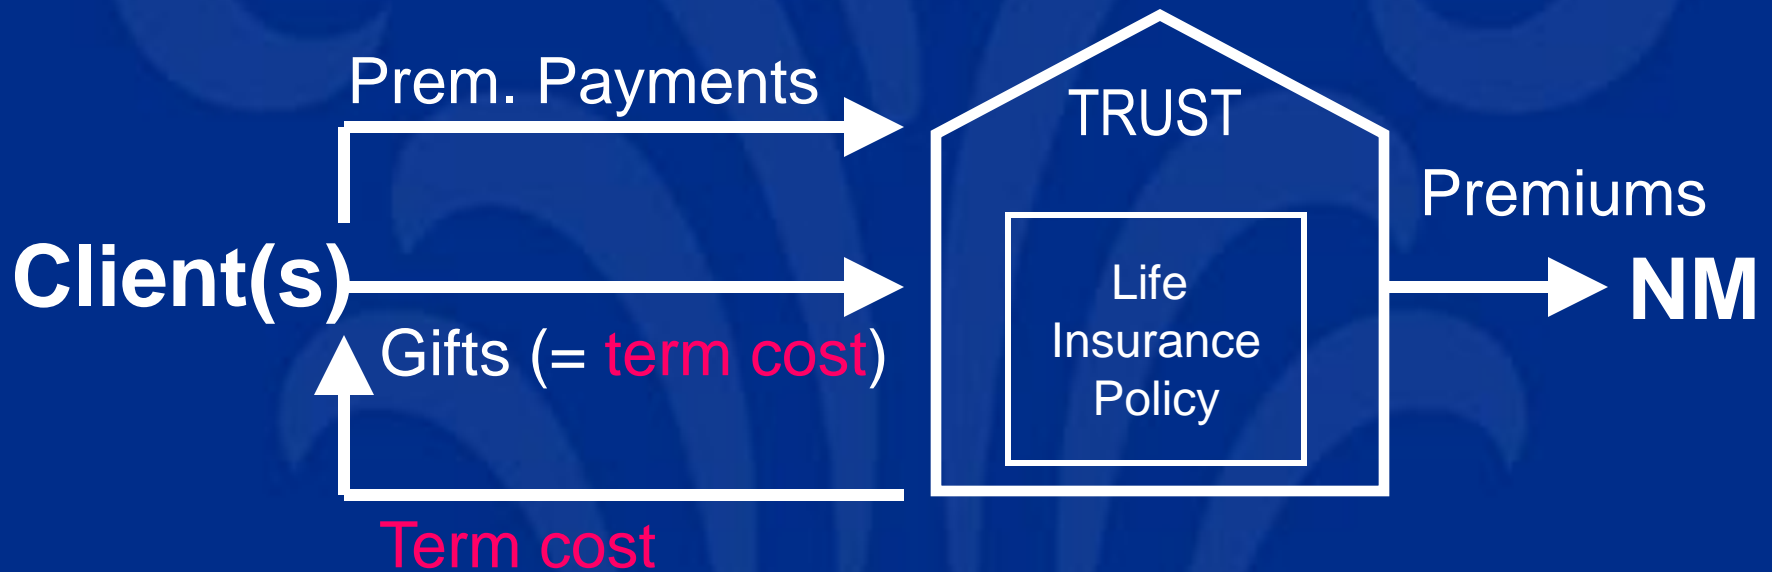 Prem. Payments
TRUST
Premiums
Client(s)
Life
Insurance
Policy
NM
Gifts (= term cost)
Term cost